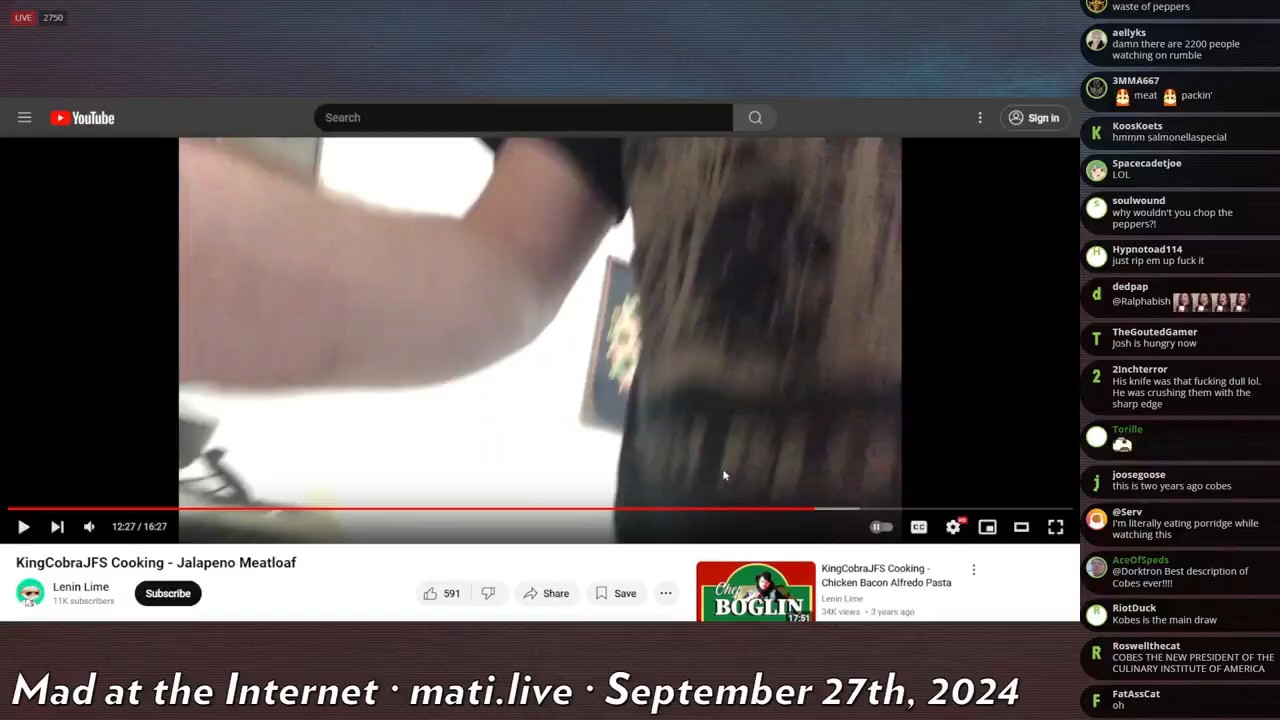 LIVE 2750
YouTube
Search
Sign in
12:27 / 16:27
CC
HD
KingCobraJFS Cooking - Jalapeno Meatloaf
Lenin Lime
11K subscribers
Subscribe
591
Share
Save
Chef
BOGLIN
17:51
KingCobraJFS Cooking -
Chicken Bacon Alfredo Pasta
Lenin Lime
34K views • 3 years ago
Mad at the Internet · mati.live · September 27th, 2024
waste of peppers
aellyks
damn there are 2200 people
watching on rumble
3MMA667
meat packin'
K
KoosKoets
hmmm salmonellaspecial
Spacecadetjoe
LOL
S
soulwound
why wouldn't you chop the
peppers?!
H
Hypnotoad114
just rip em up fuck it
d
dedpap
@Ralphabish
T
TheGoutedGamer
Josh is hungry now
2
2Inchterror
His knife was that fucking dull lol.
He was crushing them with the
sharp edge
Torille
j
joosegoose
this is two years ago cobes
@Serv
I'm literally eating porridge while
watching this
AceOfSpeds
@Dorktron Best description of
Cobes ever!!!!
R
RiotDuck
Kobes is the main draw
R
Roswellthecat
COBES THE NEW PRESIDENT OF THE
CULINARY INSTITUTE OF AMERICA
F
FatAssCat
oh